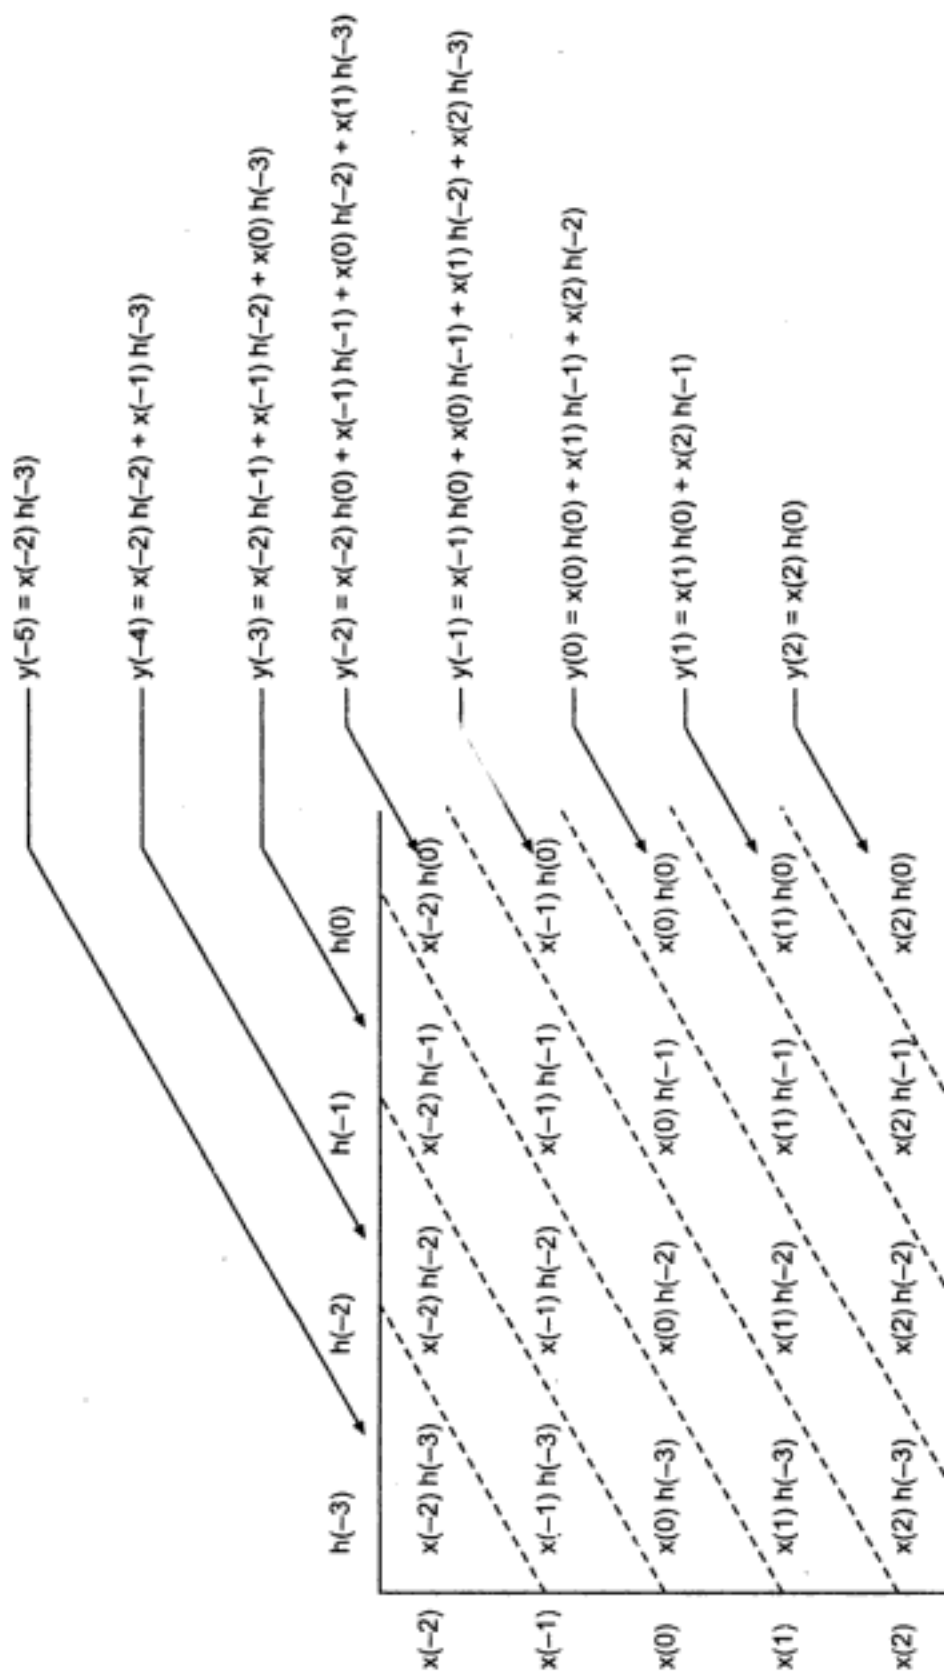 y(−5) = x(−2) h(−3)
y(−4) = x(−2) h(−2) + x(−1) h(−3)
y(−3) = x(−2) h(−1) + x(−1) h(−2) + x(0) h(−3)
y(−2) = x(−2) h(0) + x(−1) h(−1) + x(0) h(−2) + x(1) h(−3)
y(−1) = x(−1) h(0) + x(0) h(−1) + x(1) h(−2) + x(2) h(−3)
y(0) = x(0) h(0) + x(1) h(−1) + x(2) h(−2)
y(1) = x(1) h(0) + x(2) h(−1)
y(2) = x(2) h(0)
h(−3) h(−2) h(−1) h(0)
x(−2) x(−2) h(−3) x(−2) h(−2) x(−2) h(−1) x(−2) h(0)
x(−1) x(−1) h(−3) x(−1) h(−2) x(−1) h(−1) x(−1) h(0)
x(0) x(0) h(−3) x(0) h(−2) x(0) h(−1) x(0) h(0)
x(1) x(1) h(−3) x(1) h(−2) x(1) h(−1) x(1) h(0)
x(2) x(2) h(−3) x(2) h(−2) x(2) h(−1) x(2) h(0)